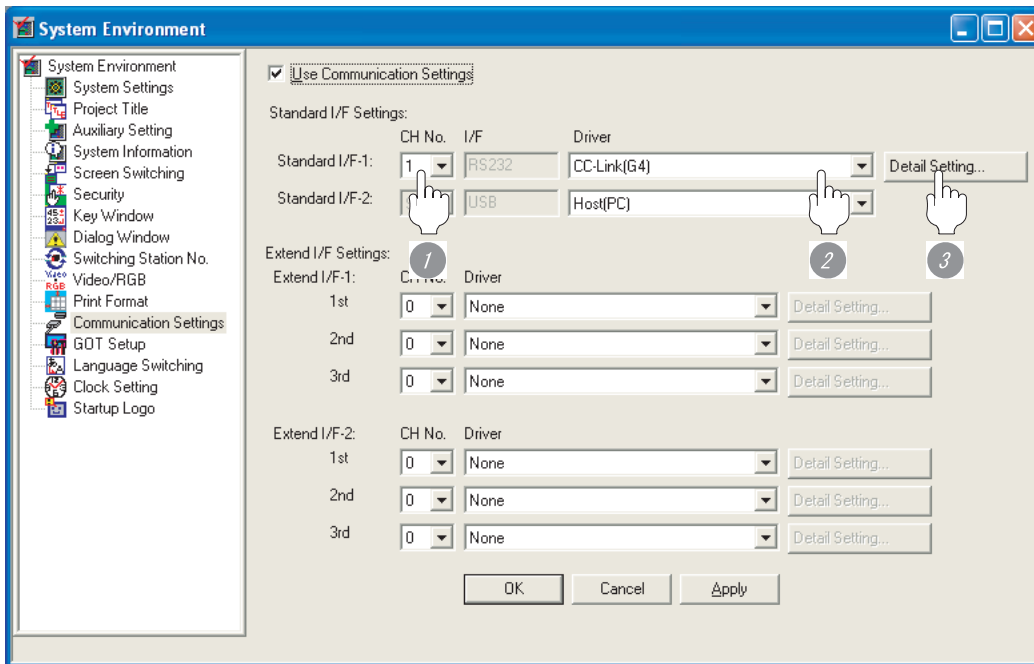 System Environment
System Environment
System Settings
Project Title
Auxiliary Setting
System Information
Screen Switching
Security
Key Window
Dialog Window
Switching Station No.
Video/RGB
Print Format
Communication Settings
GOT Setup
Language Switching
Clock Setting
Startup Logo
Use Communication Settings
Standard I/F Settings:
CH No. I/F Driver
Standard I/F-1: 1 RS232 CC-Link(G4) Detail Setting...
Standard I/F-2: USB Host(PC)
1 2 3
Extend I/F Settings:
Extend I/F-1: Driver
1st 0 None Detail Setting...
2nd 0 None Detail Setting...
3rd 0 None Detail Setting...
Extend I/F-2: CH No. Driver
1st 0 None Detail Setting...
2nd 0 None Detail Setting...
3rd 0 None Detail Setting...
OK Cancel Apply